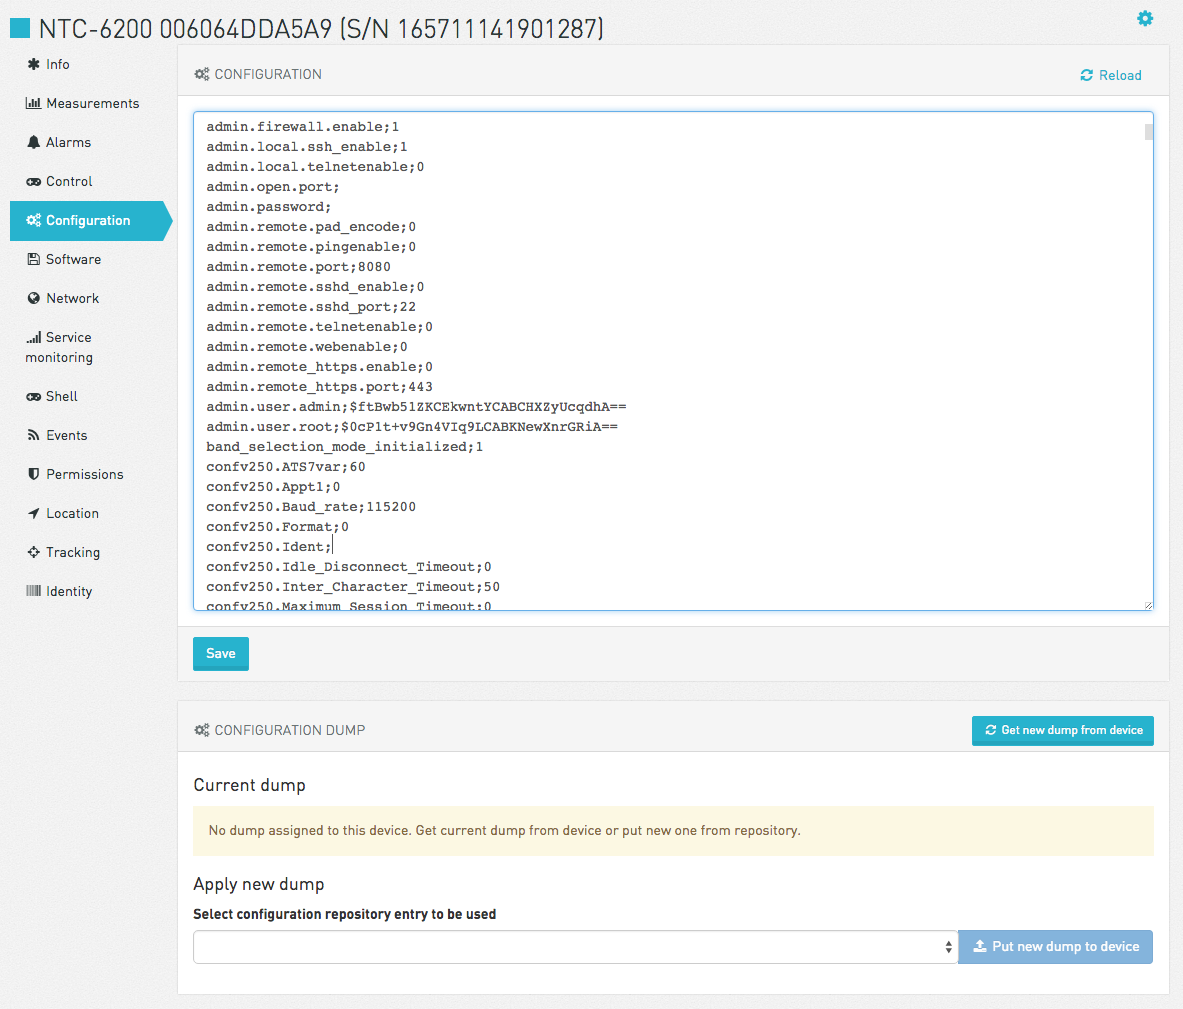 NTC-6200 006064DDA5A9 (S/N 165711141901287)
Info
Measurements
Alarms
Control
Configuration
Software
Network
Service
monitoring
Shell
Events
Permissions
Location
Tracking
Identity
CONFIGURATION
Reload
admin.firewall.enable;1
admin.local.ssh_enable;1
admin.local.telnetenable;0
admin.open.port;
admin.password;
admin.remote.pad_encode;0
admin.remote.pingenable;0
admin.remote.port;8080
admin.remote.sshd_enable;0
admin.remote.sshd_port;22
admin.remote.telnetenable;0
admin.remote.webenable;0
admin.remote_https.enable;0
admin.remote_https.port;443
admin.user.admin;$ftBwb51ZKCEkwntYCABCHXZyUcqdhA==
admin.user.root;$0cP1t+v9Gn4VIq9LCABKNewXnrGRiA==
band_selection_mode_initialized;1
confv250.ATS7var;60
confv250.Appt1;0
confv250.Baud_rate;115200
confv250.Format;0
confv250.Ident;
confv250.Idle_Disconnect_Timeout;0
confv250.Inter_Character_Timeout;50
confv250.Maximum_Session_Timeout;0
Save
CONFIGURATION DUMP
Get new dump from device
Current dump
No dump assigned to this device. Get current dump from device or put new one from repository.
Apply new dump
Select configuration repository entry to be used
Put new dump to device